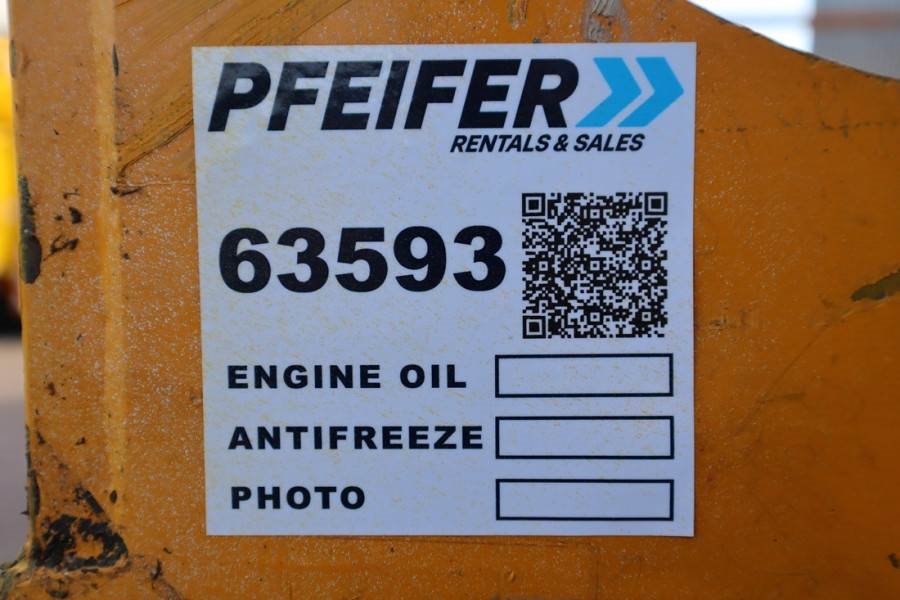 PFEIFER
RENTALS & SALES
63593
ENGINE OIL
ANTIFREEZE
PHOTO